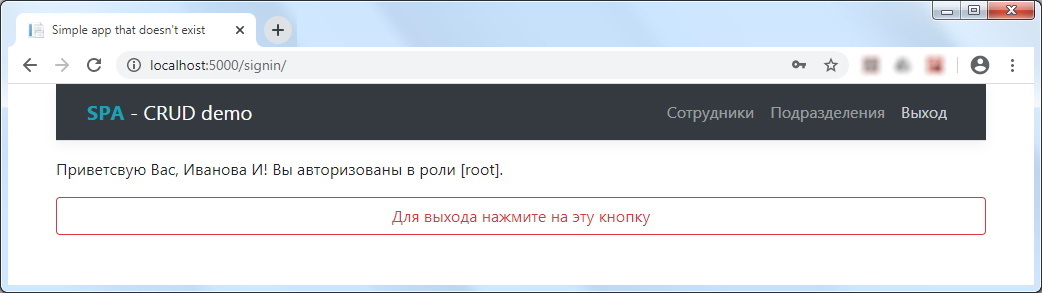 Simple app that doesn't exist
localhost:5000/signin/
SPA - CRUD demo
Сотрудники Подразделения Выход
Приветсвую Вас, Иванова И! Вы авторизованы в роли [root].
Для выхода нажмите на эту кнопку